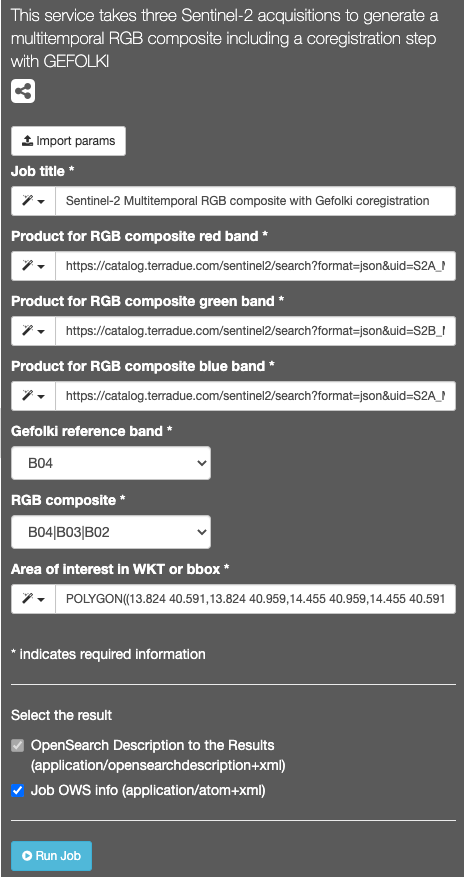 This service takes three Sentinel-2 acquisitions to generate a
multitemporal RGB composite including a coregistration step
with GEFOLKI
Import params
Job title *
Sentinel-2 Multitemporal RGB composite with Gefolki coregistration
Product for RGB composite red band *
https://catalog.terradue.com/sentinel2/search?format=json&uid=S2A_
Product for RGB composite green band *
https://catalog.terradue.com/sentinel2/search?format=json&uid=S2B_
Product for RGB composite blue band *
https://catalog.terradue.com/sentinel2/search?format=json&uid=S2A_
Gefolki reference band *
B04
RGB composite *
B04|B03|B02
Area of interest in WKT or bbox *
POLYGON((13.824 40.591,13.824 40.959,14.455 40.959,14.455 40.591
* indicates required information
Select the result
OpenSearch Description to the Results
(application/opensearchdescription+xml)
Job OWS info (application/atom+xml)
Run Job